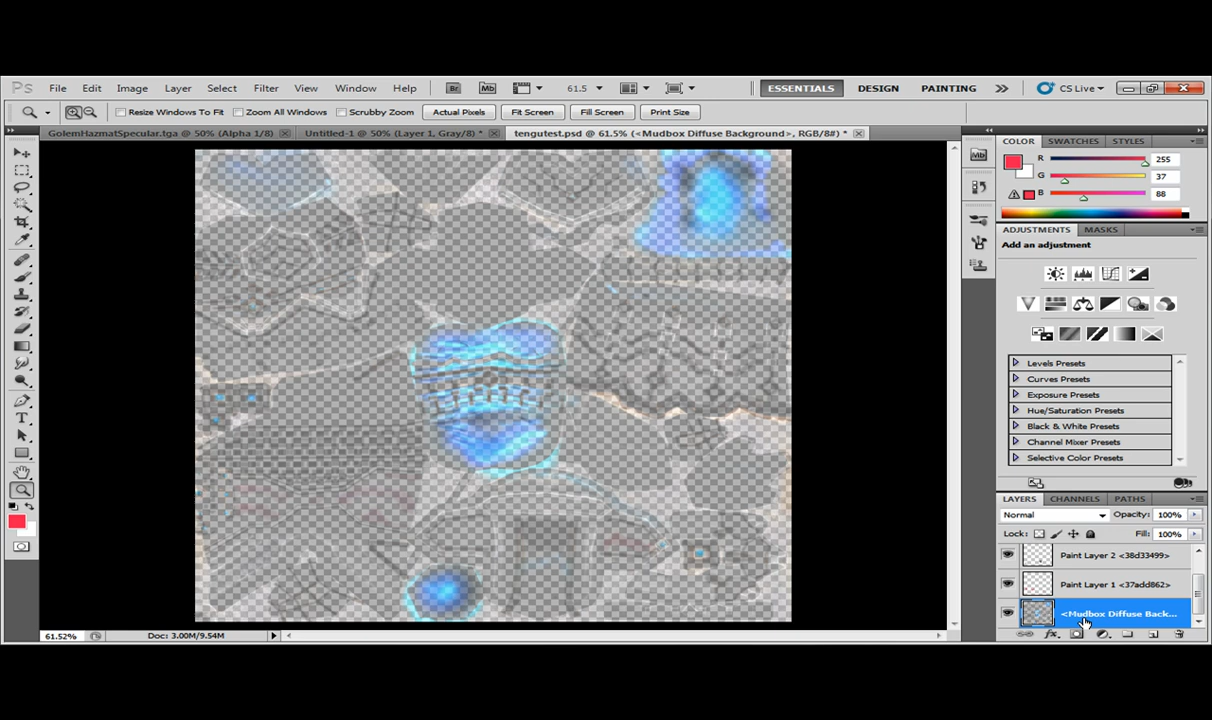 Ps File Edit Image Layer Select Filter Analysis 3D View Window Help Br Mb 61.5 ESSENTIALS DESIGN PAINTING CS Live
Resize Windows To Fit Zoom All Windows Scrubby Zoom Actual Pixels Fit Screen Fill Screen Print Size
GolemHazmatSpecular.tga @ 50% (Alpha 1/8) Untitled-1 @ 50% (Layer 1, Gray/8) * tengutest.psd @ 61.5% (<Mudbox Diffuse Background>, RGB/8#) *
COLOR SWATCHES STYLES
Mb
R 255
G 37
B 88
ADJUSTMENTS MASKS
Add an adjustment
Levels Presets
Curves Presets
Exposure Presets
Hue/Saturation Presets
Black & White Presets
Channel Mixer Presets
Selective Color Presets
LAYERS CHANNELS PATHS
Normal Opacity: 100%
Lock: Fill: 100%
Paint Layer 2 <38d33499>
Paint Layer 1 <37add862>
<Mudbox Diffuse Back...
fx
61.52% Doc: 3.00M/9.54M